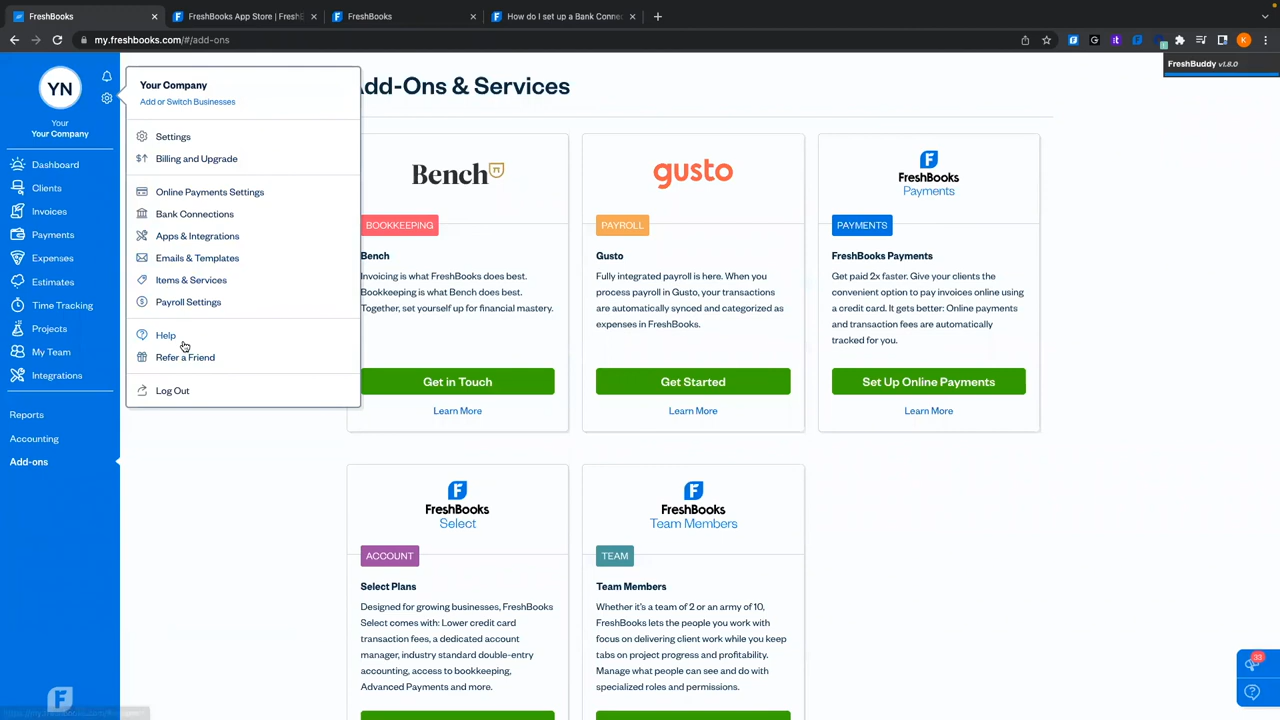 FreshBooks
FreshBooks App Store | FreshB
FreshBooks
How do I set up a Bank Connec
my.freshbooks.com/#/add-ons
K
FreshBuddy v1.8.0
YN
Your
Your Company
Dashboard
Clients
Invoices
Payments
Expenses
Estimates
Time Tracking
Projects
My Team
Integrations
Reports
Accounting
Add-ons
Your Company
Add or Switch Businesses
Settings
Billing and Upgrade
Online Payments Settings
Bank Connections
Apps & Integrations
Emails & Templates
Items & Services
Payroll Settings
Help
Refer a Friend
Log Out
Add-Ons & Services
Bench
BOOKKEEPING
Bench
Invoicing is what FreshBooks does best.
Bookkeeping is what Bench does best.
Together, set yourself up for financial mastery.
Get in Touch
Learn More
gusto
PAYROLL
Gusto
Fully integrated payroll is here. When you
process payroll in Gusto, your transactions
are automatically synced and categorized as
expenses in FreshBooks.
Get Started
Learn More
FreshBooks
Payments
PAYMENTS
FreshBooks Payments
Get paid 2x faster. Give your clients the
convenient option to pay invoices online using
a credit card. It gets better: Online payments
and transaction fees are automatically
tracked for you.
Set Up Online Payments
Learn More
FreshBooks
Select
ACCOUNT
Select Plans
Designed for growing businesses, FreshBooks
Select comes with: Lower credit card
transaction fees, a dedicated account
manager, industry standard double-entry
accounting, access to bookkeeping,
Advanced Payments and more.
FreshBooks
Team Members
TEAM
Team Members
Whether it's a team of 2 or an army of 10,
FreshBooks lets the people you work with
focus on delivering client work while you keep
tabs on project progress and profitability.
Manage what people can see and do with
specialized roles and permissions.
33